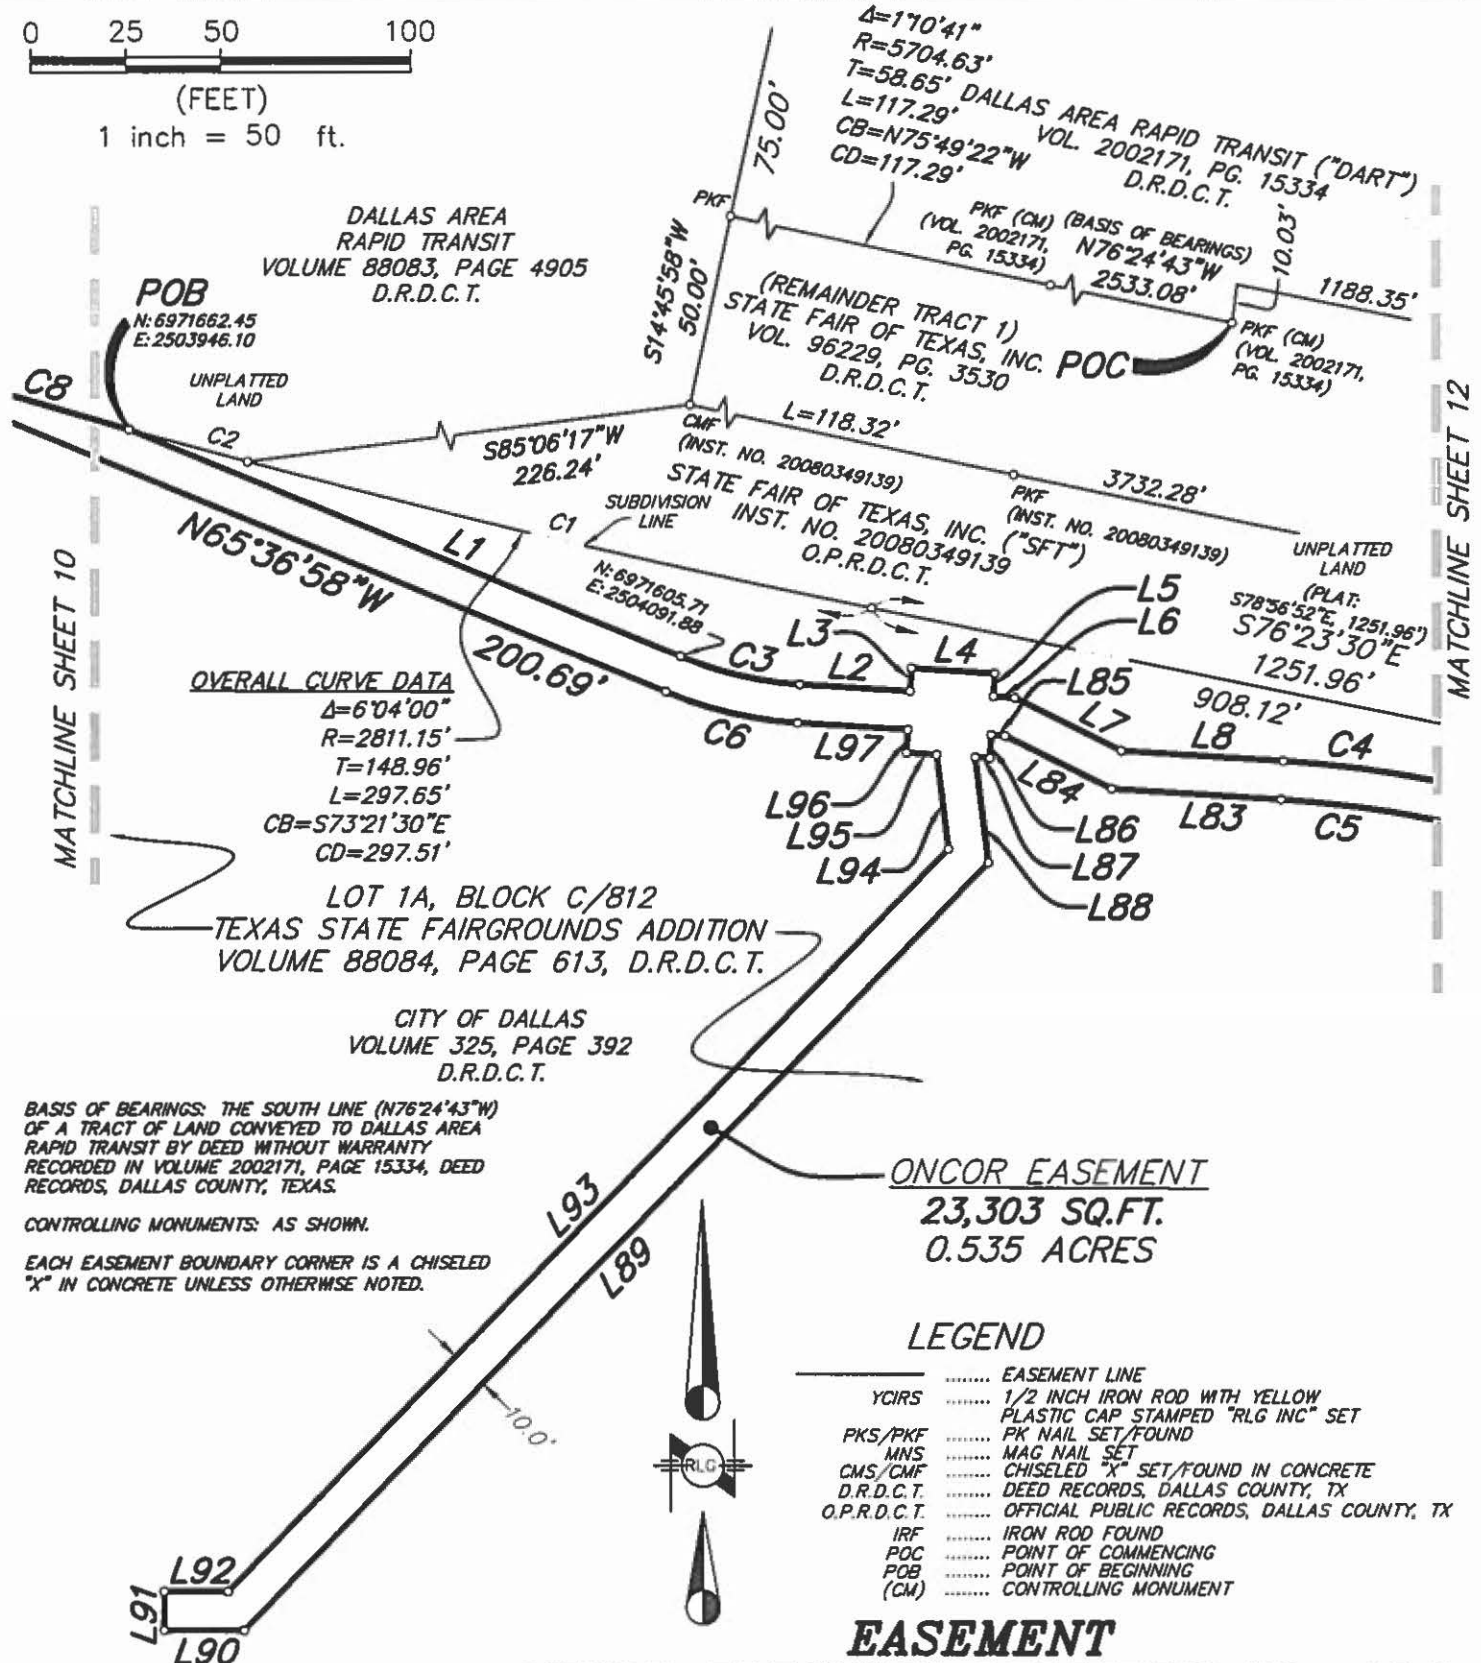 0 25 50 100
(FEET)
1 inch = 50 ft.
Δ=1°10'41"
R=5704.63'
T=58.65'
L=117.29'
CB=N75°49'22"W
CD=117.29'
DALLAS AREA RAPID TRANSIT ("DART")
VOL. 2002171, PG. 15334
D.R.D.C.T.
75.00'
PKF
DALLAS AREA
RAPID TRANSIT
VOLUME 88083, PAGE 4905
D.R.D.C.T.
PKF (CM)
(VOL. 2002171,
PG. 15334)
(BASIS OF BEARINGS)
N76°24'43"W
2533.08'
10.03'
1188.35'
POB
N: 6971662.45
E: 2503946.10
S14°45'58"W
50.00'
(REMAINDER TRACT 1)
STATE FAIR OF TEXAS, INC.
VOL. 96229, PG. 3530
D.R.D.C.T.
POC
PKF (CM)
(VOL. 2002171,
PG. 15334)
UNPLATTED
LAND
C8
C2
S85°06'17"W
226.24'
CMF
(INST. NO. 20080349139)
L=118.32'
3732.28'
PKF
(INST. NO. 20080349139)
STATE FAIR OF TEXAS, INC. ("SFT")
INST. NO. 20080349139
O.P.R.D.C.T.
SUBDIVISION
LINE
C1
L1
N65°36'58"W
200.69'
UNPLATTED
LAND
(PLAT:
S78°56'52"E, 1251.96')
S76°23'30"E
1251.96'
908.12'
MATCHLINE SHEET 10
MATCHLINE SHEET 12
N: 6971605.71
E: 2504091.88
L3
L4
L5
L6
C3
L2
L85
L7
L8
C4
C6
L97
L84
L83
C5
L96
L95
L94
L86
L87
L88
OVERALL CURVE DATA
Δ=6°04'00"
R=2811.15'
T=148.96'
L=297.65'
CB=S73°21'30"E
CD=297.51'
LOT 1A, BLOCK C/812
TEXAS STATE FAIRGROUNDS ADDITION
VOLUME 88084, PAGE 613, D.R.D.C.T.
CITY OF DALLAS
VOLUME 325, PAGE 392
D.R.D.C.T.
BASIS OF BEARINGS: THE SOUTH LINE (N76°24'43"W)
OF A TRACT OF LAND CONVEYED TO DALLAS AREA
RAPID TRANSIT BY DEED WITHOUT WARRANTY
RECORDED IN VOLUME 2002171, PAGE 15334, DEED
RECORDS, DALLAS COUNTY, TEXAS.
CONTROLLING MONUMENTS: AS SHOWN.
EACH EASEMENT BOUNDARY CORNER IS A CHISELED
"X" IN CONCRETE UNLESS OTHERWISE NOTED.
ONCOR EASEMENT
23,303 SQ.FT.
0.535 ACRES
L93
L89
10.0'
RLG
L92
L91
L90
LEGEND
........ EASEMENT LINE
YCIRS ........ 1/2 INCH IRON ROD WITH YELLOW
PLASTIC CAP STAMPED "RLG INC" SET
PKS/PKF ........ PK NAIL SET/FOUND
MNS ........ MAG NAIL SET
CMS/CMF ........ CHISELED "X" SET/FOUND IN CONCRETE
D.R.D.C.T. ........ DEED RECORDS, DALLAS COUNTY, TX
O.P.R.D.C.T. ........ OFFICIAL PUBLIC RECORDS, DALLAS COUNTY, TX
IRF ........ IRON ROD FOUND
POC ........ POINT OF COMMENCING
POB ........ POINT OF BEGINNING
(CM) ........ CONTROLLING MONUMENT
EASEMENT